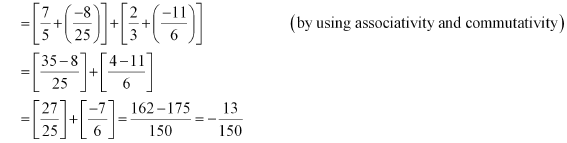 = [7/5 + (−8/25)] + [2/3 + (−11/6)] (by using associativity and commutativity)
= [35−8/25] + [4−11/6]
= [27/25] + [−7/6] = 162−175/150 = −13/150